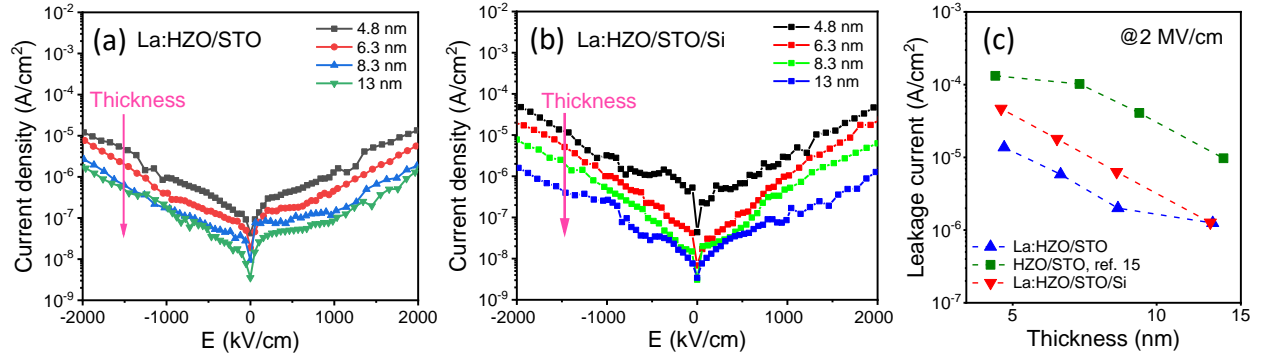 (a) La:HZO/STO
4.8 nm
6.3 nm
8.3 nm
13 nm
Thickness
10⁻²
10⁻³
10⁻⁴
10⁻⁵
10⁻⁶
10⁻⁷
10⁻⁸
10⁻⁹
Current density (A/cm²)
-2000 -1000 0 1000 2000
E (kV/cm)
(b) La:HZO/STO/Si
4.8 nm
6.3 nm
8.3 nm
13 nm
Thickness
10⁻²
10⁻³
10⁻⁴
10⁻⁵
10⁻⁶
10⁻⁷
10⁻⁸
10⁻⁹
Current density (A/cm²)
-2000 -1000 0 1000 2000
E (kV/cm)
(c) @2 MV/cm
10⁻³
10⁻⁴
10⁻⁵
10⁻⁶
10⁻⁷
Leakage current (A/cm²)
La:HZO/STO
HZO/STO, ref. 15
La:HZO/STO/Si
5 10 15
Thickness (nm)